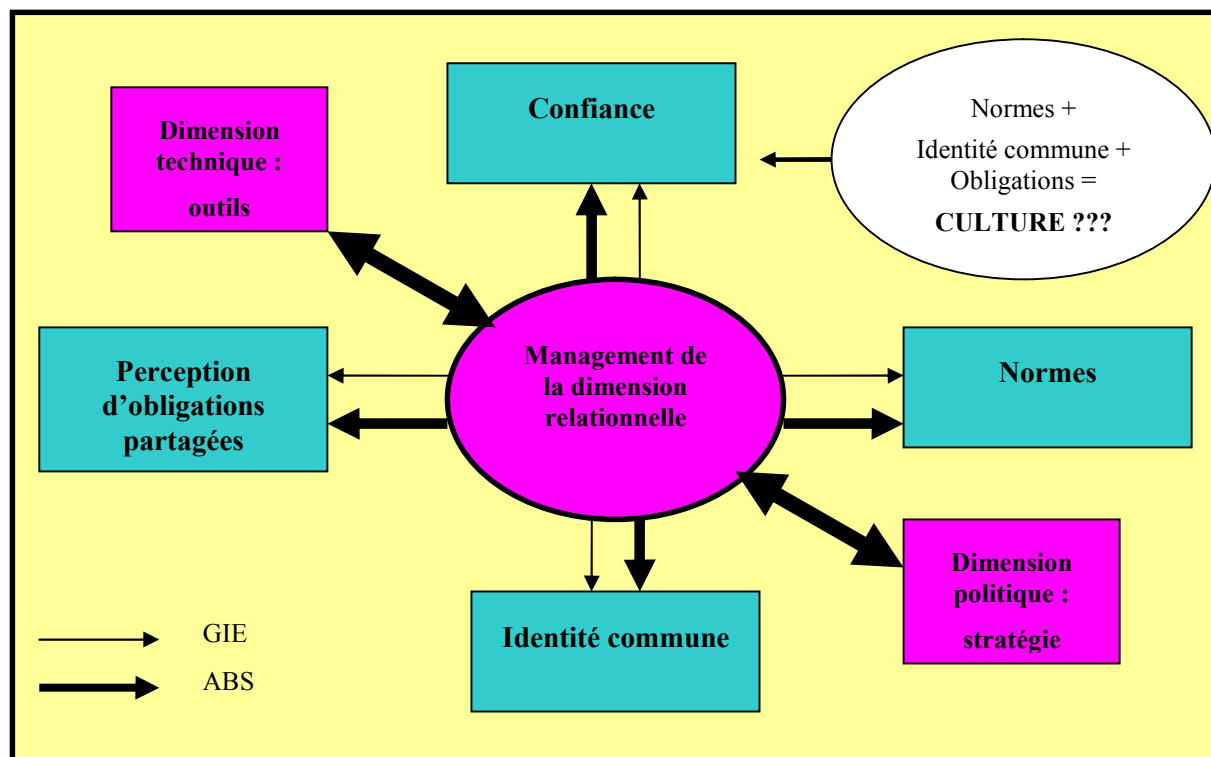 Dimension
technique :
outils
Confiance
Normes +
Identité commune +
Obligations =
CULTURE ???
Perception
d’obligations
partagées
Management de
la dimension
relationnelle
Normes
Identité commune
Dimension
politique :
stratégie
GIE
ABS